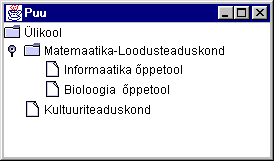 Puu
Ülikool
Matemaatika-Loodusteaduskond
Informaatika õppetool
Bioloogia õppetool
Kultuuriteaduskond